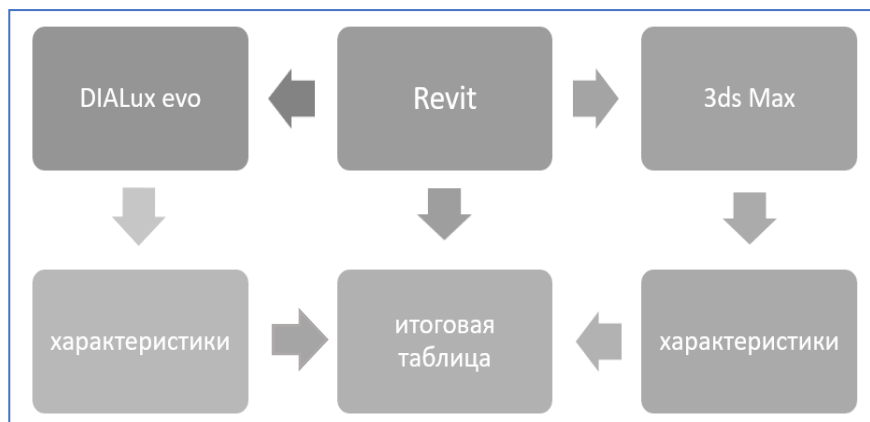 DIALux evo
Revit
3ds Max
характеристики
итоговая
таблица
характеристики